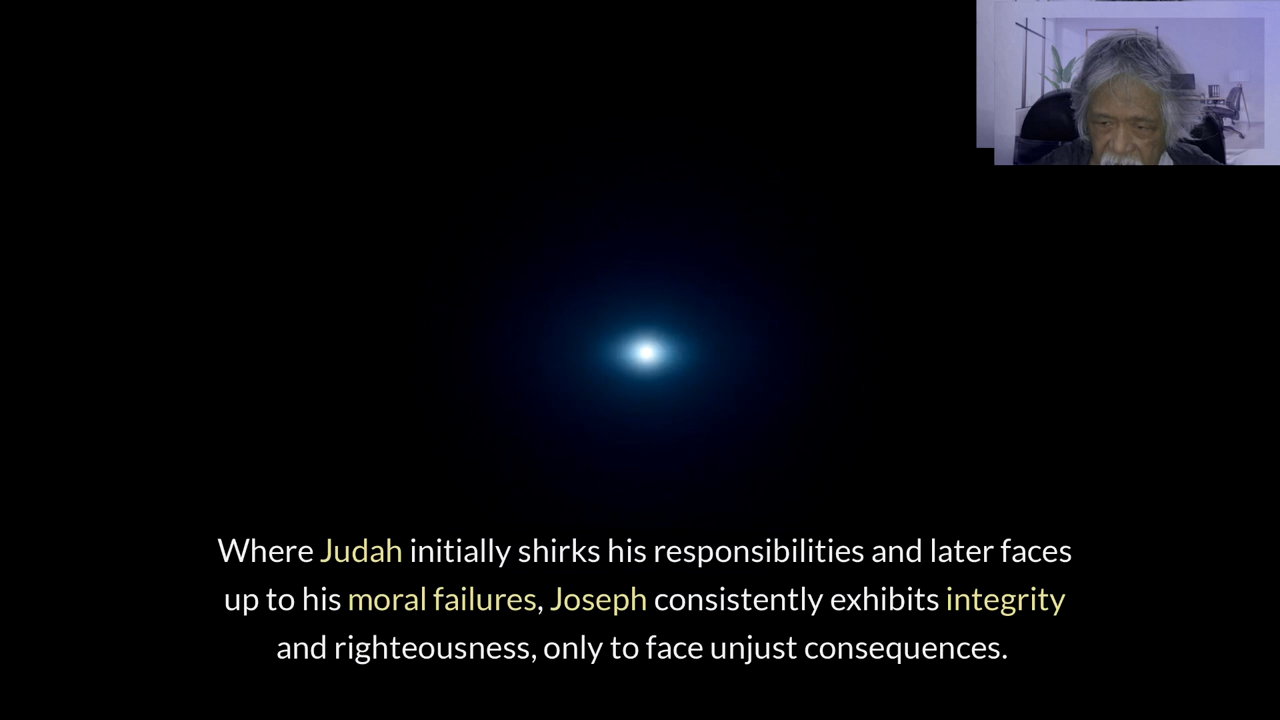 Where Judah initially shirks his responsibilities and later faces
up to his moral failures, Joseph consistently exhibits integrity
and righteousness, only to face unjust consequences.